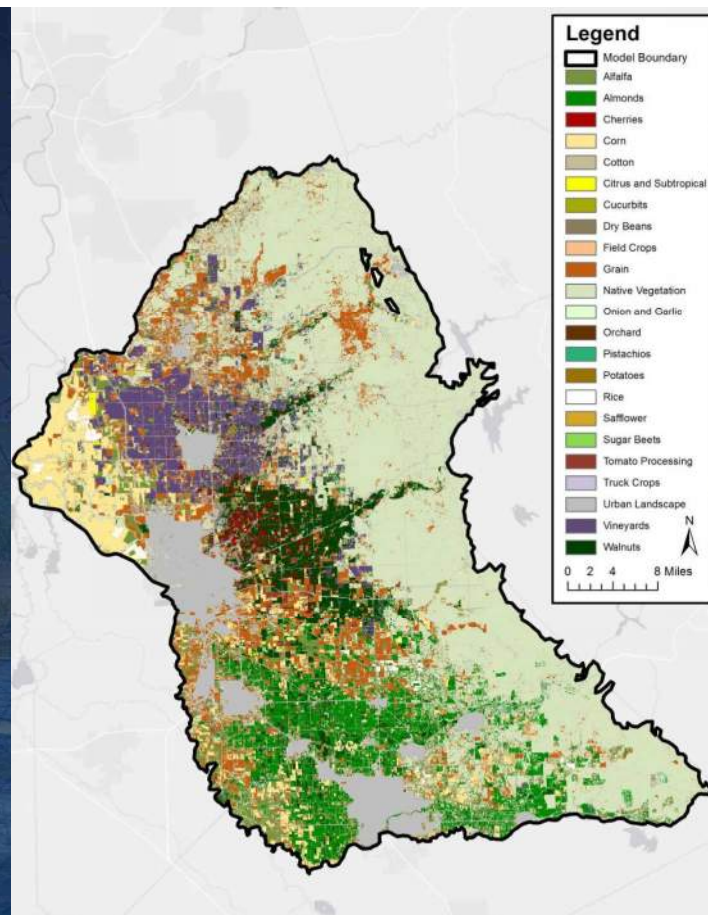 Legend
Model Boundary
Alfalfa
Almonds
Cherries
Corn
Cotton
Citrus and Subtropical
Cucurbits
Dry Beans
Field Crops
Grain
Native Vegetation
Onion and Garlic
Orchard
Pistachios
Potatoes
Rice
Safflower
Sugar Beets
Tomato Processing
Truck Crops
Urban Landscape
Vineyards
Walnuts
N
0 2 4 8 Miles